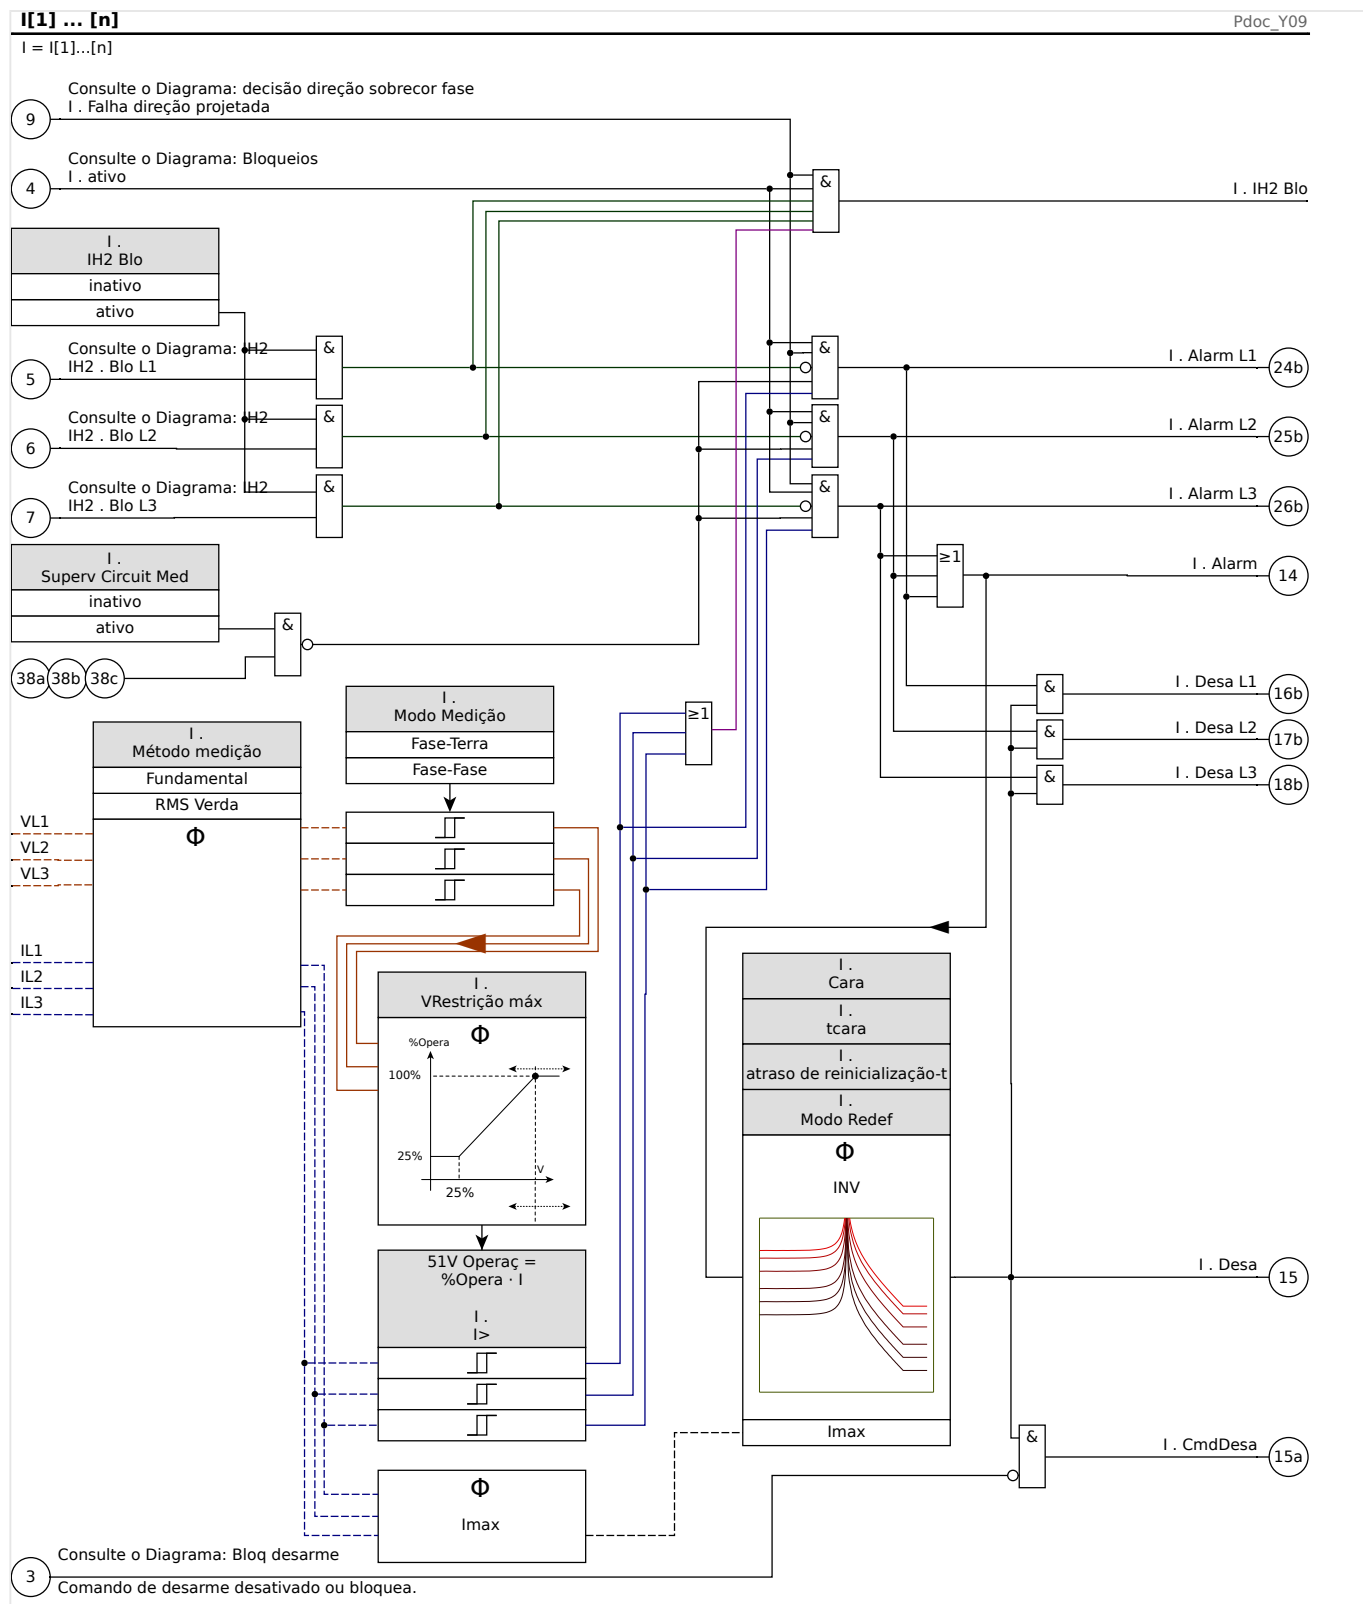 I[1] ... [n]
Pdoc_Y09
I = I[1]...[n]
Consulte o Diagrama: decisão direção sobrecor fase
9
I . Falha direção projetada
Consulte o Diagrama: Bloqueios
4
I . ativo
&
I . IH2 Blo
I .
IH2 Blo
inativo
ativo
Consulte o Diagrama: IH2
5
IH2 . Blo L1
&
&
I . Alarm L1
24b
Consulte o Diagrama: IH2
6
IH2 . Blo L2
&
&
I . Alarm L2
25b
Consulte o Diagrama: IH2
7
IH2 . Blo L3
&
&
I . Alarm L3
26b
I .
Superv Circuit Med
inativo
ativo
&
≥1
I . Alarm
14
38a
38b
38c
&
I . Desa L1
16b
&
I . Desa L2
17b
&
I . Desa L3
18b
I .
Modo Medição
Fase-Terra
Fase-Fase
≥1
I .
Método medição
Fundamental
RMS Verda
Φ
VL1
VL2
VL3
IL1
IL2
IL3
I .
VRestrição máx
Φ
%Opera
100%
25%
25%
V
I .
Cara
I .
tcara
I .
atraso de reinicialização-t
I .
Modo Redef
Φ
INV
Imax
51V Operaç =
%Opera · I
I .
I>
I . Desa
15
Φ
Imax
&
I . CmdDesa
15a
Consulte o Diagrama: Bloq desarme
3
Comando de desarme desativado ou bloquea.